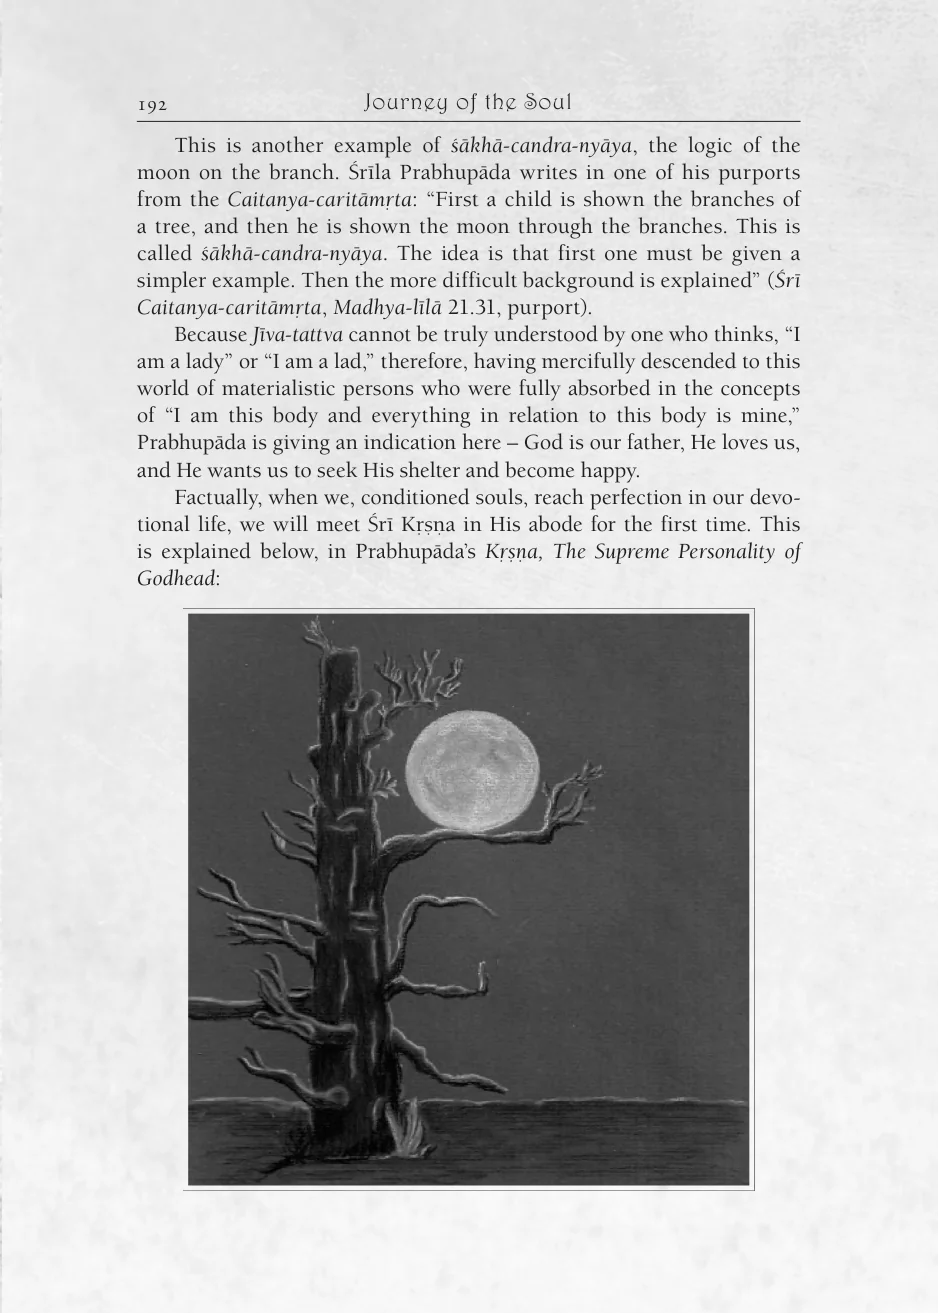 192
Journey of the Soul
This is another example of śākhā-candra-nyāya, the logic of the
moon on the branch. Śrīla Prabhupāda writes in one of his purports
from the Caitanya-caritāmṛta: “First a child is shown the branches of
a tree, and then he is shown the moon through the branches. This is
called śākhā-candra-nyāya. The idea is that first one must be given a
simpler example. Then the more difficult background is explained” (Śrī
Caitanya-caritāmṛta, Madhya-līlā 21.31, purport).
Because Jīva-tattva cannot be truly understood by one who thinks, “I
am a lady” or “I am a lad,” therefore, having mercifully descended to this
world of materialistic persons who were fully absorbed in the concepts
of “I am this body and everything in relation to this body is mine,”
Prabhupāda is giving an indication here – God is our father, He loves us,
and He wants us to seek His shelter and become happy.
Factually, when we, conditioned souls, reach perfection in our devo-
tional life, we will meet Śrī Kṛṣṇa in His abode for the first time. This
is explained below, in Prabhupāda’s Kṛṣṇa, The Supreme Personality of
Godhead: